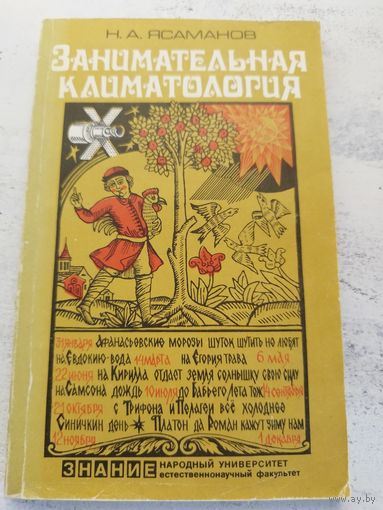 Н. А. ЯСАМАНОВ
ЗАНИМАТЕЛЬНАЯ
КЛИМАТОЛОГИЯ
31 ЯНВАРЯ АФАНАСЬЕВСКИЕ МОРОЗЫ ШУТОК ШУТИТЬ НЕ ЛЮБЯТ
НА ЕВДОКИЮ-ВОДА 14 МАРТА НА ЕГОРИЯ ТРАВА 6 МАЯ
22 ИЮНЯ НА КИРИЛЛА ОТДАЕТ ЗЕМЛЯ СОЛНЫШКУ СВОЮ СИЛУ
НА САМСОНА ДОЖДЬ 10 ИЮЛЯ ДО БАБЬЕГО ЛЕТА ТОЖ 14 СЕНТЯБРЯ
21 ОКТЯБРЯ С ТРИФОНА И ПЕЛАГЕИ ВСЁ ХОЛОДНЕЕ
СИНИЧКИН ДЕНЬ ПЛАТОН ДА РОМАН КАЖУТ ЗИМУ НАМ
12 НОЯБРЯ 1 ДЕКАБРЯ
ЗНАНИЕ НАРОДНЫЙ УНИВЕРСИТЕТ
естественнонаучный факультет
ay.by